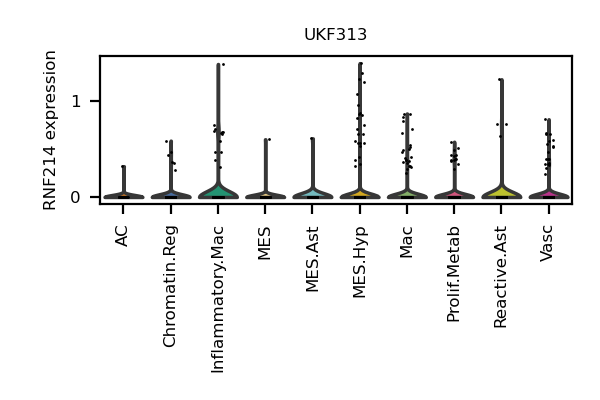 UKF313
RNF214 expression
1
0
AC
Chromatin.Reg
Inflammatory.Mac
MES
MES.Ast
MES.Hyp
Mac
Prolif.Metab
Reactive.Ast
Vasc